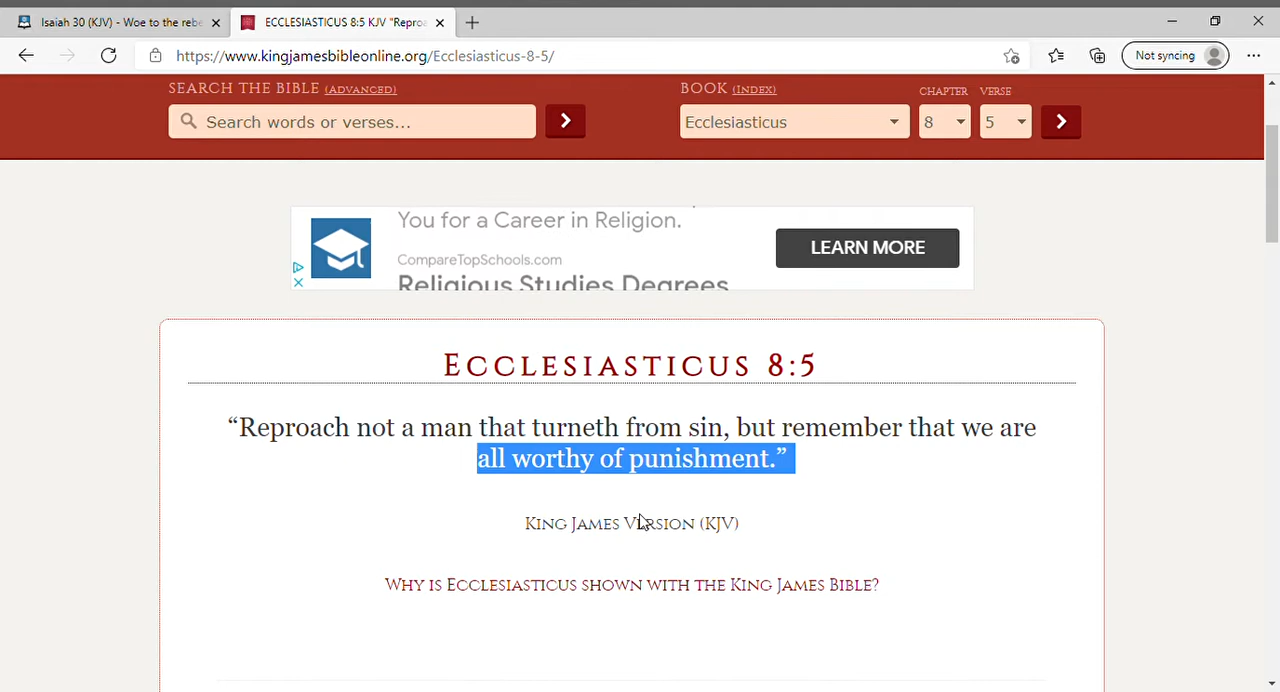 Isaiah 30 (KJV) - Woe to the rebe
ECCLESIASTICUS 8:5 KJV "Repro
https://www.kingjamesbibleonline.org/Ecclesiasticus-8-5/
Not syncing
SEARCH THE BIBLE (ADVANCED)
BOOK (INDEX)
CHAPTER
VERSE
Search words or verses...
Ecclesiasticus
8
5
You for a Career in Religion.
CompareTopSchools.com
Religious Studies Degrees
LEARN MORE
ECCLESIASTICUS 8:5
“Reproach not a man that turneth from sin, but remember that we are
all worthy of punishment.”
KING JAMES VERSION (KJV)
WHY IS ECCLESIASTICUS SHOWN WITH THE KING JAMES BIBLE?